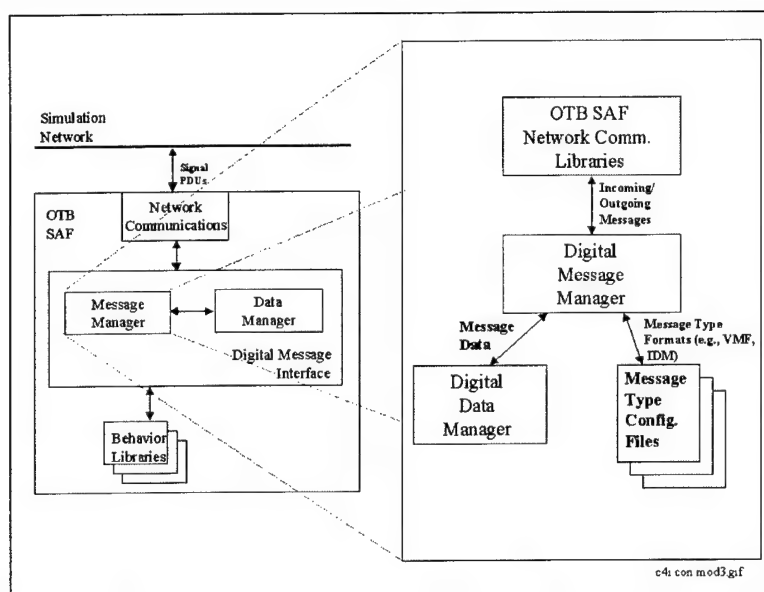 Simulation
Network
Signal
PDUs.
OTB
SAF
Network
Communications
Message
Manager
Data
Manager
Digital Message
Interface
Behavior
Libraries
OTB SAF
Network Comm.
Libraries
Incoming/
Outgoing
Messages
Digital
Message
Manager
Message
Data
Message Type
Formats (e.g., VMF,
IDM)
Digital
Data
Manager
Message
Type
Config.
Files
c4i con mod3.gif